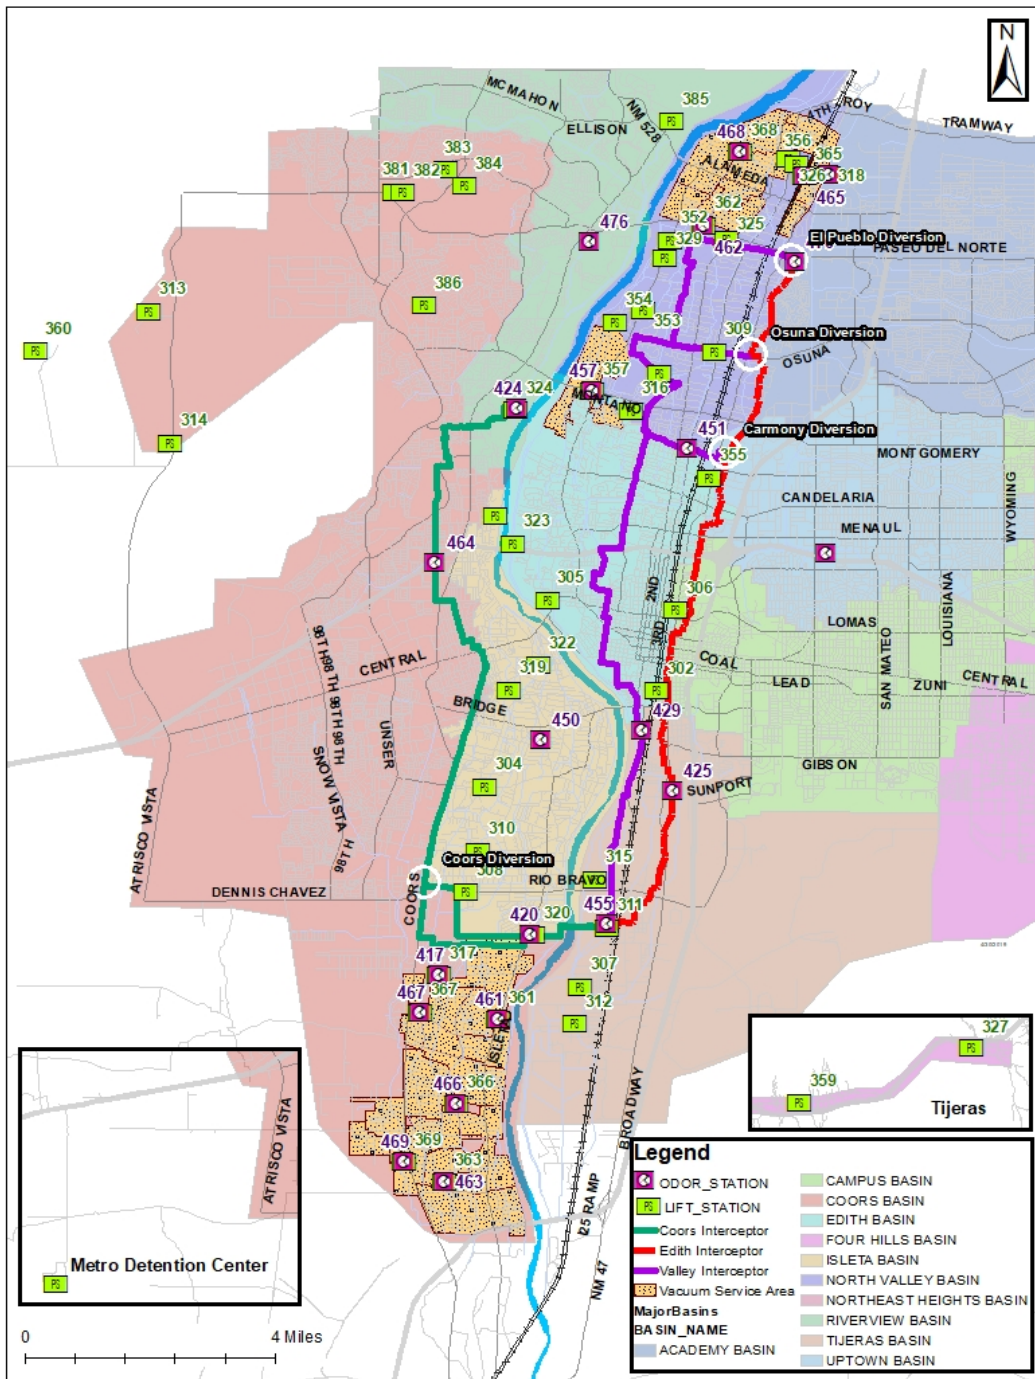 N
MCMAHON
NM 528
385
4TH
ROY
TRAMWAY
ELLISON
468
368
356
365
383
384
381
382
ALAMEDA
326
318
465
362
476
352
325
329
462
El Pueblo Diversion
PASEO DEL NORTE
313
386
354
353
309
Osuna Diversion
OSUNA
360
457
357
316
424
324
MONTANO
314
451
Carmony Diversion
355
MONTGOMERY
CANDELARIA
WYOMING
MENAUL
323
464
305
2ND
306
LOUISIANA
3RD
LOMAS
SAN MATEO
98TH
98TH
98TH
98TH
98TH
CENTRAL
322
COAL
319
302
LEAD
ZUNI
CENTRAL
BRIDGE
429
UNSER
450
SNOW VISTA
GIBSON
304
425
SUNPORT
ATRISCO VISTA
98TH
310
Coors Diversion
315
308
RIO BRAVO
DENNIS CHAVEZ
COORS
455
311
420
320
417
317
307
467
367
461
361
312
ISLETA
327
466
366
359
Tijeras
BROADWAY
ATRISCO VISTA
469
369
363
463
I25 RAMP
NM 47
Metro Detention Center
0
4 Miles
Legend
ODOR_STATION
LIFT_STATION
Coors Interceptor
Edith Interceptor
Valley Interceptor
Vacuum Service Area
MajorBasins
BASIN_NAME
ACADEMY BASIN
CAMPUS BASIN
COORS BASIN
EDITH BASIN
FOUR HILLS BASIN
ISLETA BASIN
NORTH VALLEY BASIN
NORTHEAST HEIGHTS BASIN
RIVERVIEW BASIN
TIJERAS BASIN
UPTOWN BASIN